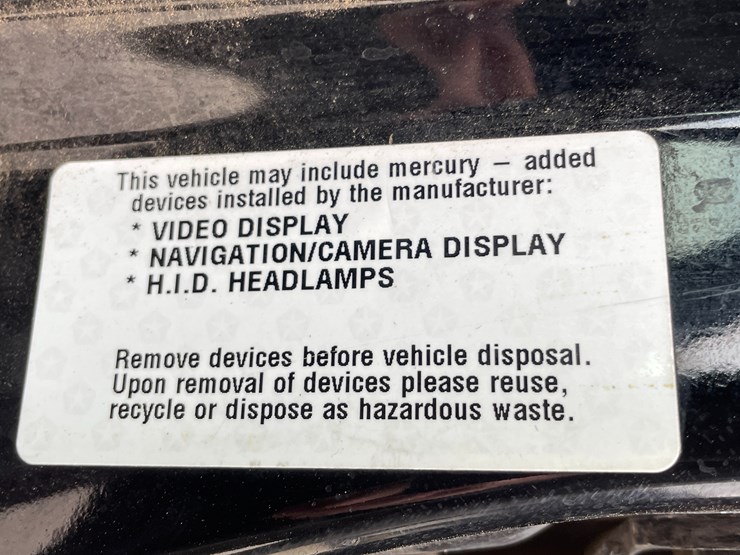 This vehicle may include mercury – added
devices installed by the manufacturer:
* VIDEO DISPLAY
* NAVIGATION/CAMERA DISPLAY
* H.I.D. HEADLAMPS
Remove devices before vehicle disposal.
Upon removal of devices please reuse,
recycle or dispose as hazardous waste.